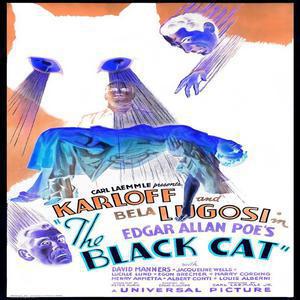 CARL LAEMMLE presents
KARLOFF and
BELA LUGOSI in
EDGAR ALLAN POE'S
"The
BLACK CAT"
with
DAVID MANNERS · JACQUELINE WELLS
LUCILLE LUND · EGON BRECHER · HARRY CORDING
HENRY ARMETTA · ALBERT CONTI · LOUIS ALBERNI
A UNIVERSAL PICTURE